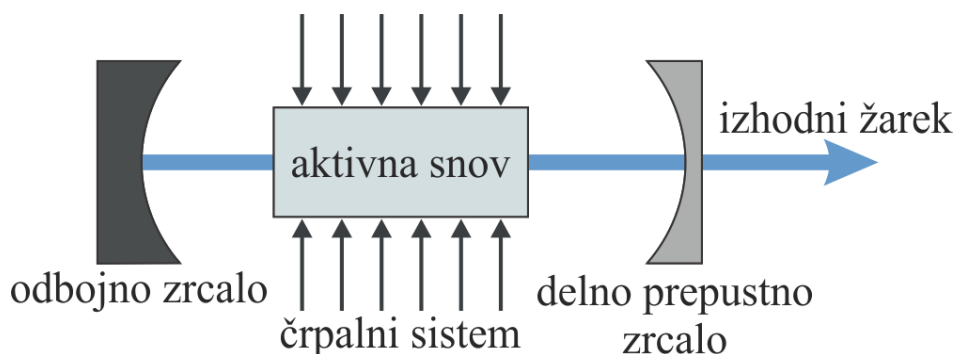 izhodni žarek
aktivna snov
odbojno zrcalo
delno prepustno
zrcalo
črpalni sistem